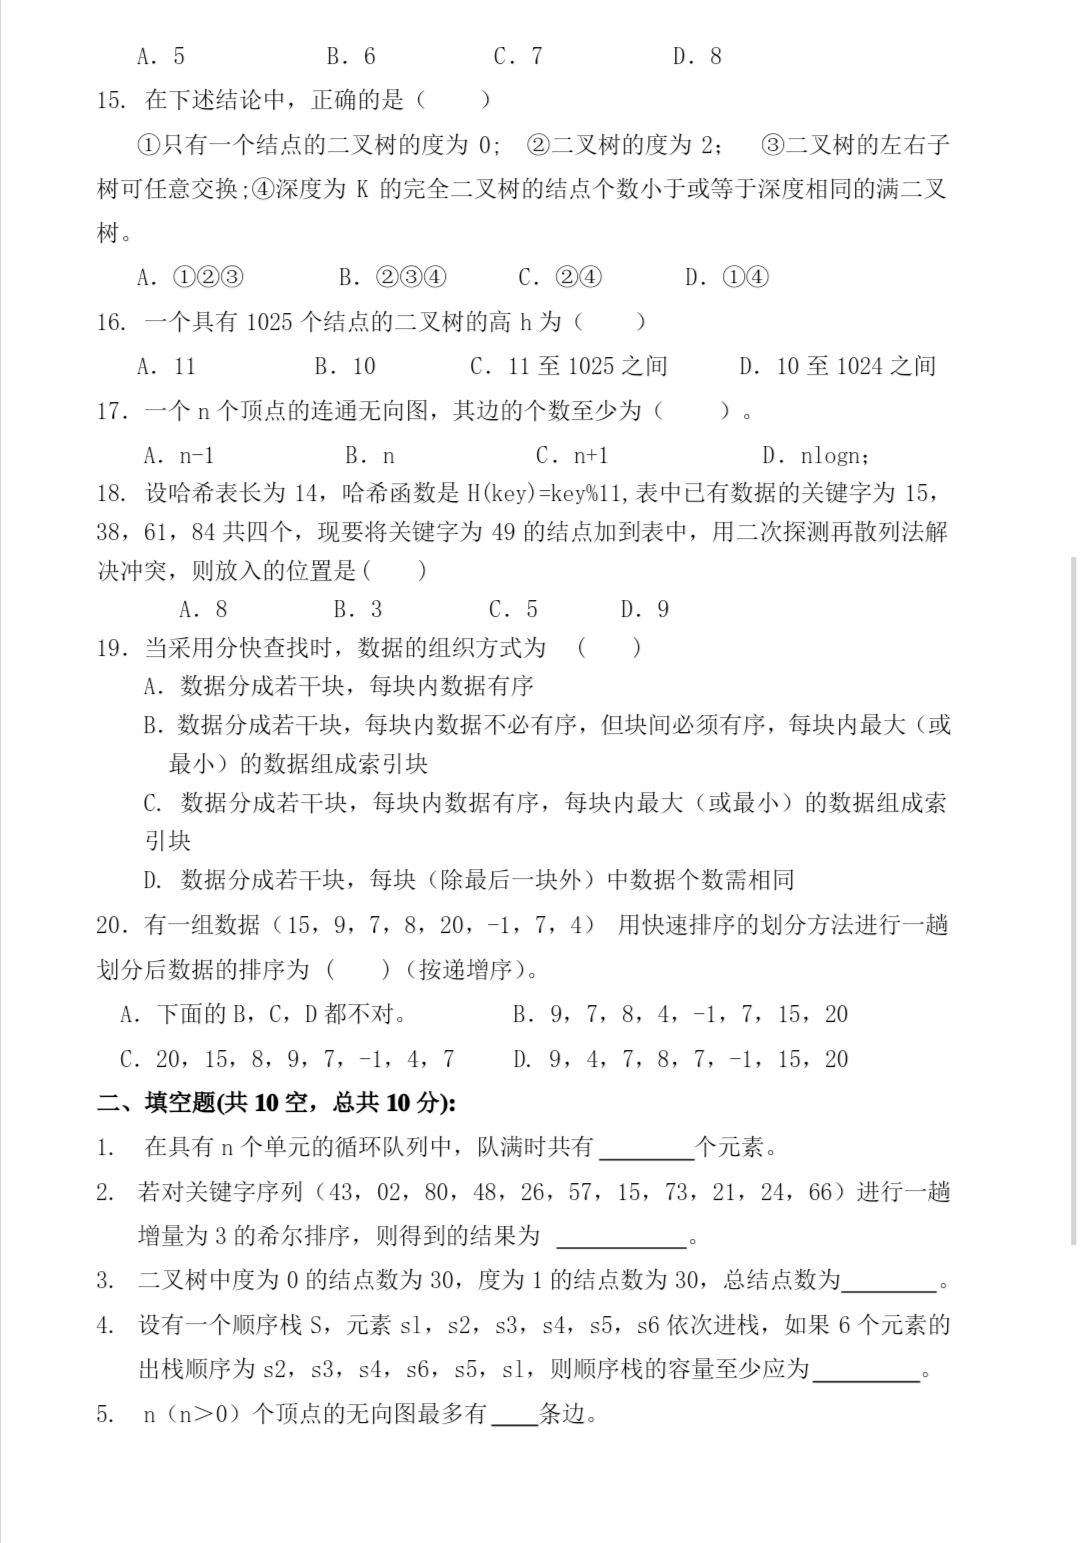 A. 5 B. 6 C. 7 D. 8
15. 在下述结论中，正确的是（ ）
①只有一个结点的二叉树的度为 0; ②二叉树的度为 2； ③二叉树的左右子
树可任意交换;④深度为 K 的完全二叉树的结点个数小于或等于深度相同的满二叉
树。
A. ①②③ B. ②③④ C. ②④ D. ①④
16. 一个具有 1025 个结点的二叉树的高 h 为（ ）
A. 11 B. 10 C. 11 至 1025 之间 D. 10 至 1024 之间
17. 一个 n 个顶点的连通无向图，其边的个数至少为（ ）。
A. n-1 B. n C. n+1 D. nlogn；
18. 设哈希表长为 14，哈希函数是 H(key)=key%11,表中已有数据的关键字为 15，
38，61，84 共四个，现要将关键字为 49 的结点加到表中，用二次探测再散列法解
决冲突，则放入的位置是( )
A. 8 B. 3 C. 5 D. 9
19. 当采用分快查找时，数据的组织方式为 ( )
A. 数据分成若干块，每块内数据有序
B. 数据分成若干块，每块内数据不必有序，但块间必须有序，每块内最大（或
最小）的数据组成索引块
C. 数据分成若干块，每块内数据有序，每块内最大（或最小）的数据组成索
引块
D. 数据分成若干块，每块（除最后一块外）中数据个数需相同
20. 有一组数据（15，9，7，8，20，-1，7，4） 用快速排序的划分方法进行一趟
划分后数据的排序为 ( )（按递增序）。
A. 下面的 B，C，D 都不对。 B. 9，7，8，4，-1，7，15，20
C. 20，15，8，9，7，-1，4，7 D. 9，4，7，8，7，-1，15，20
二、填空题(共 10 空，总共 10 分):
1. 在具有 n 个单元的循环队列中，队满时共有________个元素。
2. 若对关键字序列（43，02，80，48，26，57，15，73，21，24，66）进行一趟
增量为 3 的希尔排序，则得到的结果为 ___________。
3. 二叉树中度为 0 的结点数为 30，度为 1 的结点数为 30，总结点数为________。
4. 设有一个顺序栈 S，元素 sl，s2，s3，s4，s5，s6 依次进栈，如果 6 个元素的
出栈顺序为 s2，s3，s4，s6，s5，sl，则顺序栈的容量至少应为_________。
5. n（n＞0）个顶点的无向图最多有____条边。